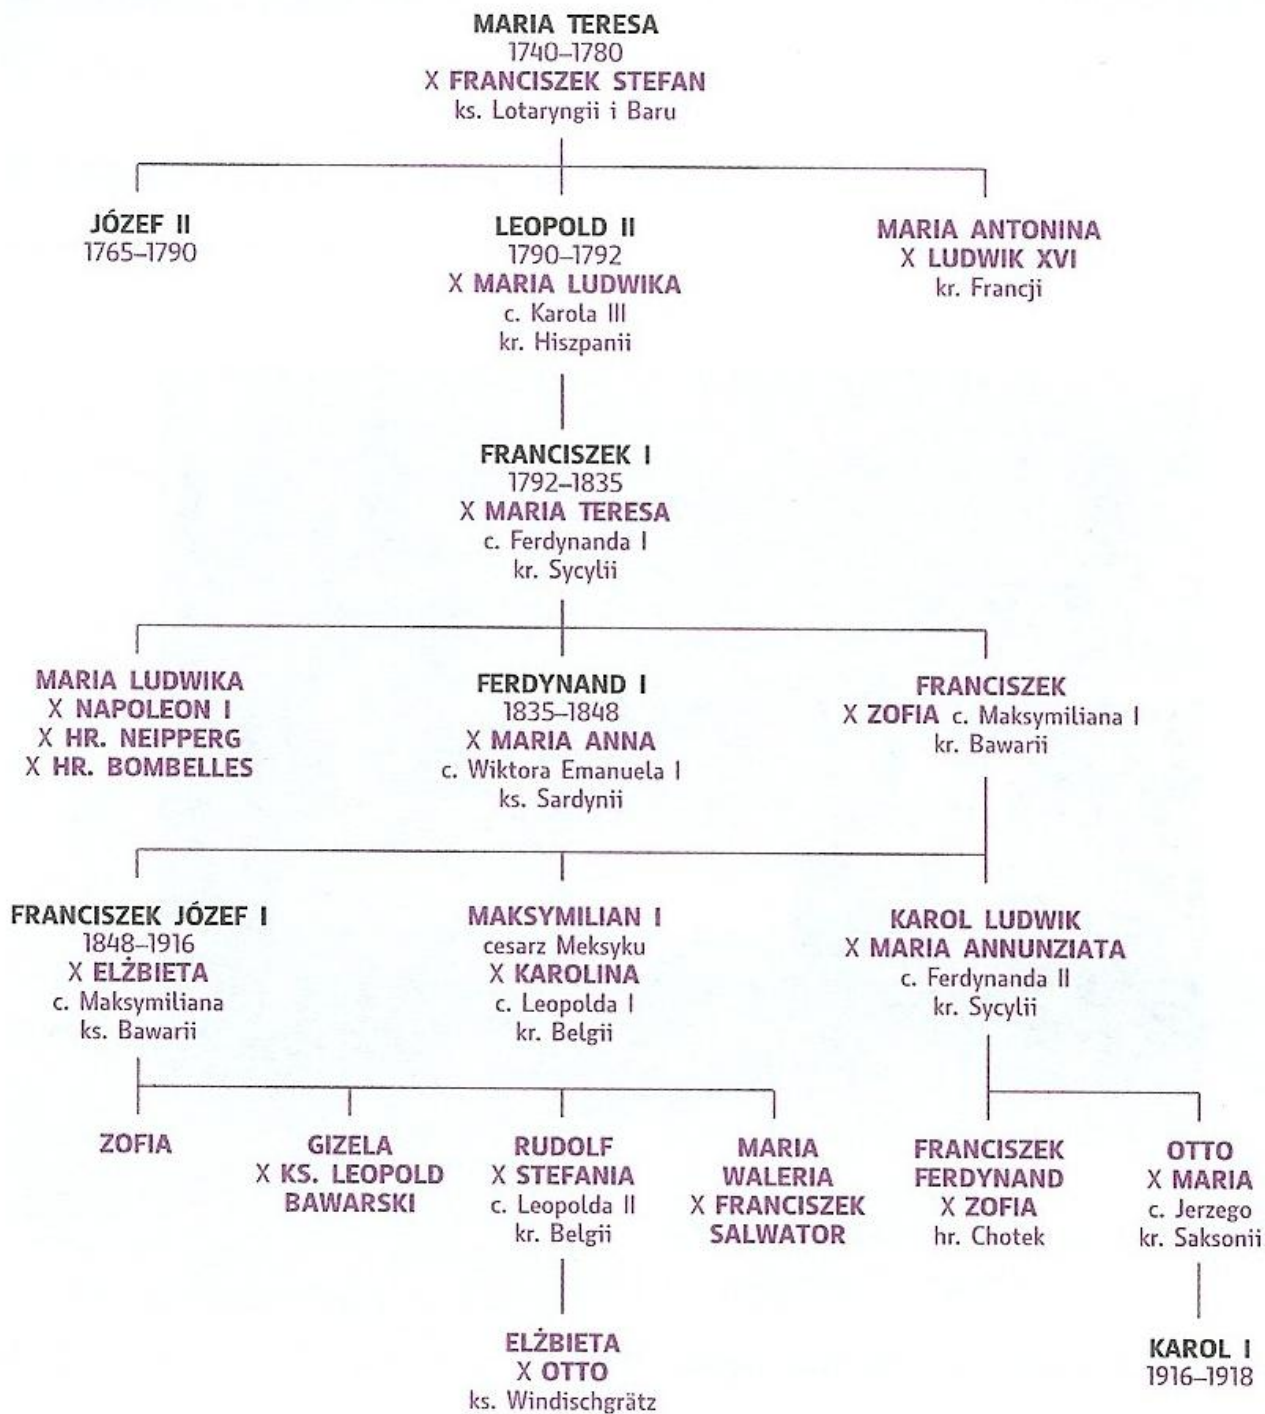 MARIA TERESA
1740–1780
X FRANCISZEK STEFAN
ks. Lotaryngii i Baru
JÓZEF II
1765–1790
LEOPOLD II
1790–1792
X MARIA LUDWIKA
c. Karola III
kr. Hiszpanii
MARIA ANTONINA
X LUDWIK XVI
kr. Francji
FRANCISZEK I
1792–1835
X MARIA TERESA
c. Ferdynanda I
kr. Sycylii
MARIA LUDWIKA
X NAPOLEON I
X HR. NEIPPERG
X HR. BOMBELLES
FERDYNAND I
1835–1848
X MARIA ANNA
c. Wiktora Emanuela I
ks. Sardynii
FRANCISZEK
X ZOFIA c. Maksymiliana I
kr. Bawarii
FRANCISZEK JÓZEF I
1848–1916
X ELŻBIETA
c. Maksymiliana
ks. Bawarii
MAKSYMILIAN I
cesarz Meksyku
X KAROLINA
c. Leopolda I
kr. Belgii
KAROL LUDWIK
X MARIA ANNUNZIATA
c. Ferdynanda II
kr. Sycylii
ZOFIA
GIZELA
X KS. LEOPOLD
BAWARSKI
RUDOLF
X STEFANIA
c. Leopolda II
kr. Belgii
MARIA
WALERIA
X FRANCISZEK
SALWATOR
FRANCISZEK
FERDYNAND
X ZOFIA
hr. Chotek
OTTO
X MARIA
c. Jerzego
kr. Saksonii
ELŻBIETA
X OTTO
ks. Windischgrätz
KAROL I
1916–1918